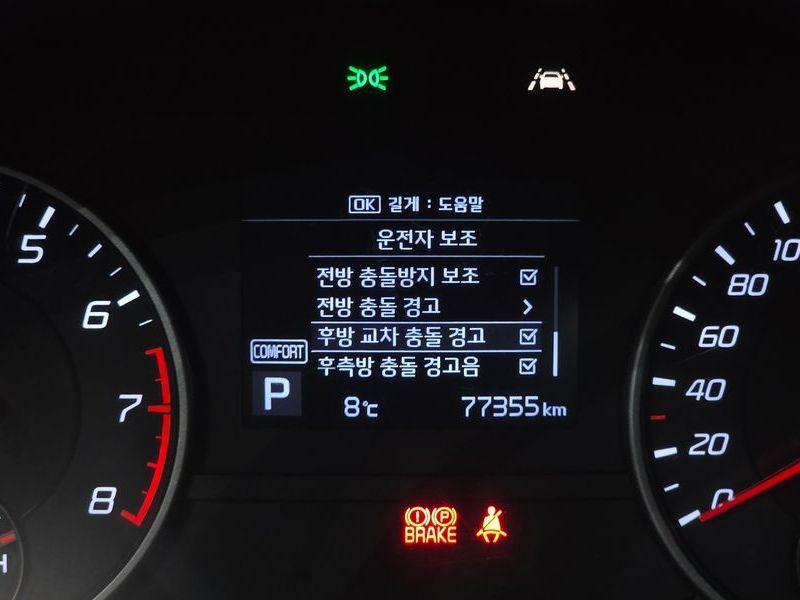 OK 길게 : 도움말
운전자 보조
전방 충돌방지 보조
전방 충돌 경고
후방 교차 충돌 경고
후측방 충돌 경고음
COMFORT
P
8℃ 77355 km
5
6
7
8
H
100
80
60
40
20
0
(!) (P)
BRAKE